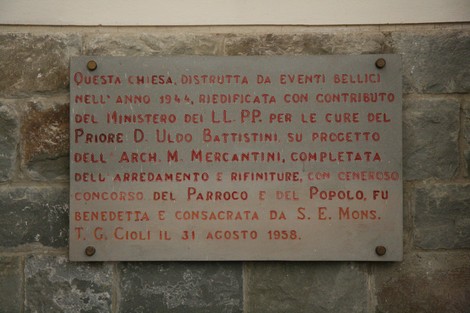 QUESTA CHIESA, DISTRUTTA DA EVENTI BELLICI
NELL'ANNO 1944, RIEDIFICATA CON CONTRIBUTO
DEL MINISTERO DEI LL. PP. PER LE CURE DEL
PRIORE D. ULDO BATTISTINI, SU PROGETTO
DELL'ARCH. M. MERCANTINI, COMPLETATA
DELL'ARREDAMENTO E RIFINITURE, CON GENEROSO
CONCORSO DEL PARROCO E DEL POPOLO, FU
BENEDETTA E CONSACRATA DA S. E. MONS.
T. G. CIOLI IL 31 AGOSTO 1958.